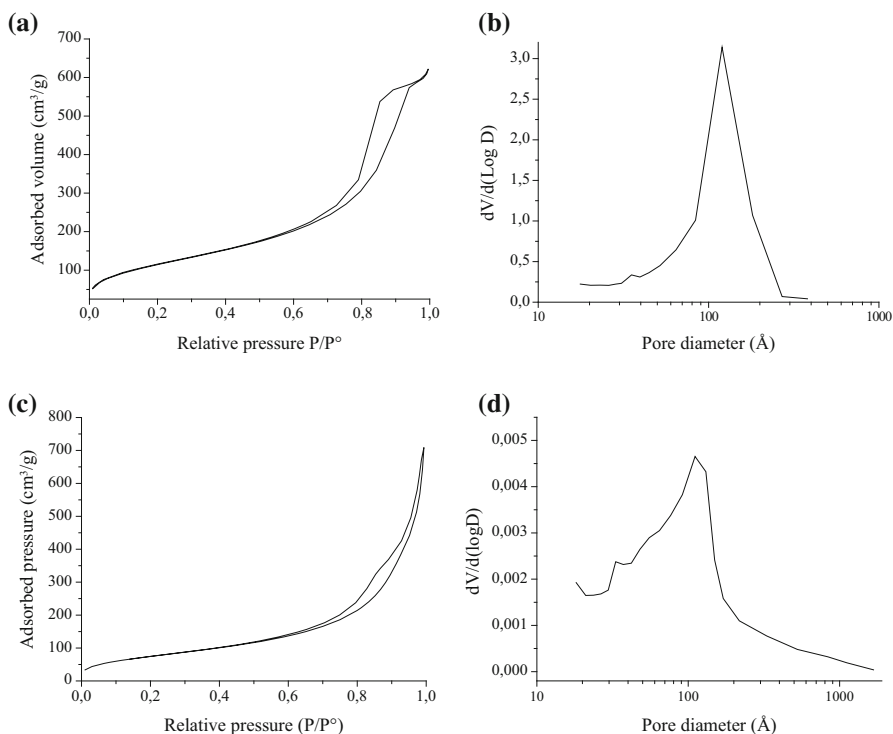 (a)
700
600
500
400
300
200
100
0,0 0,2 0,4 0,6 0,8 1,0
Adsorbed volume (cm³/g)
Relative pressure P/P°
(b)
3,0
2,5
2,0
1,5
1,0
0,5
0,0
10 100 1000
dV/d(Log D)
Pore diameter (Å)
(c)
800
700
600
500
400
300
200
100
0
0,0 0,2 0,4 0,6 0,8 1,0
Adsorbed pressure (cm³/g)
Relative pressure (P/P°)
(d)
0,005
0,004
0,003
0,002
0,001
0,000
10 100 1000
dV/d(logD)
Pore diameter (Å)